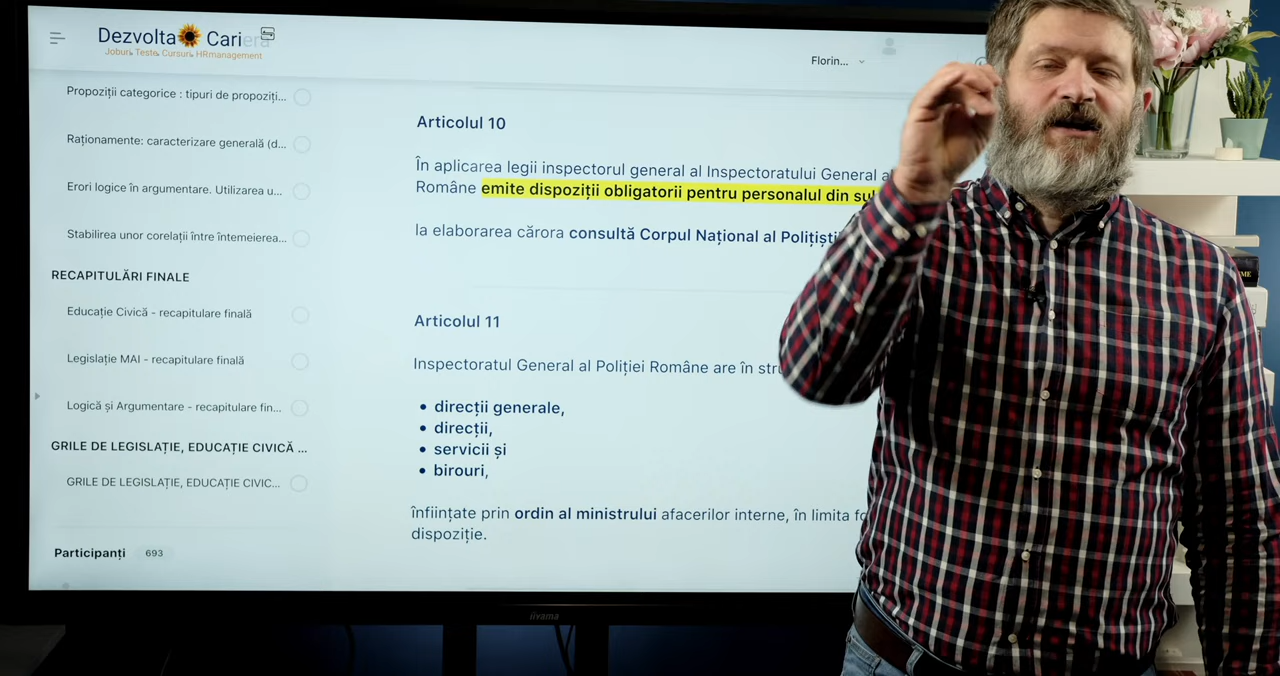 Dezvolta Cariera
Joburi, Teste, Cursuri, HRmanagement
Florin...
Propoziții categorice : tipuri de propoziți...
Raționamente: caracterizare generală (d...
Erori logice în argumentare. Utilizarea u...
Stabilirea unor corelații între întemeierea...
RECAPITULĂRI FINALE
Educație Civică - recapitulare finală
Legislație MAI - recapitulare finală
Logică și Argumentare - recapitulare fin...
GRILE DE LEGISLAȚIE, EDUCAȚIE CIVICĂ ...
GRILE DE LEGISLAȚIE, EDUCAȚIE CIVIC...
Participanți 693
Articolul 10
În aplicarea legii inspectorul general al Inspectoratului General al
Române emite dispoziții obligatorii pentru personalul din
la elaborarea cărora consultă Corpul Național al
Articolul 11
Inspectoratul General al Poliției Române are în
• direcții generale,
• direcții,
• servicii și
• birouri,
înființate prin ordin al ministrului afacerilor interne, în limita
dispoziție.
iiyama